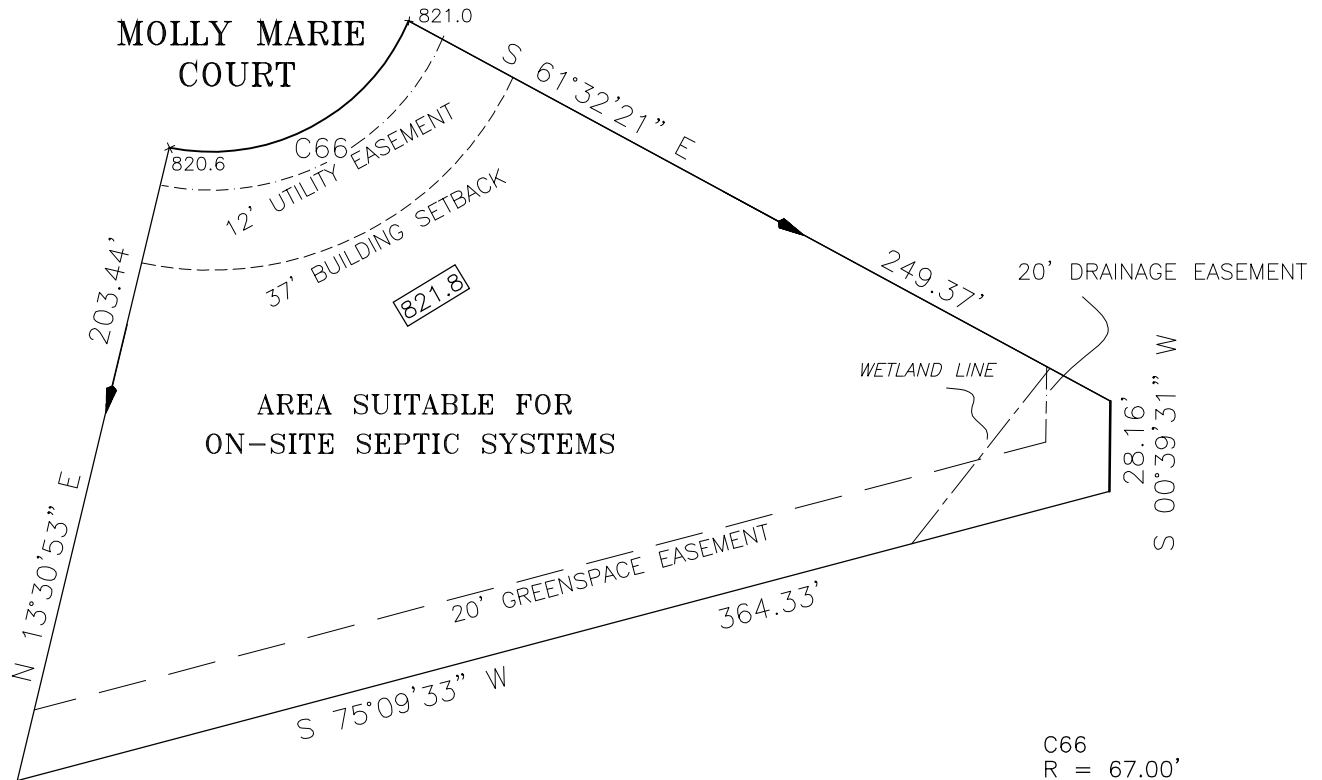 MOLLY MARIE
COURT
821.0
S 61°32'21" E
C66
820.6
12' UTILITY EASEMENT
37' BUILDING SETBACK
203.44'
821.8
249.37'
20' DRAINAGE EASEMENT
WETLAND LINE
AREA SUITABLE FOR
ON-SITE SEPTIC SYSTEMS
28.16'
S 00°39'31" W
N 13°30'53" E
20' GREENSPACE EASEMENT
364.33'
S 75°09'33" W
C66
R = 67.00'